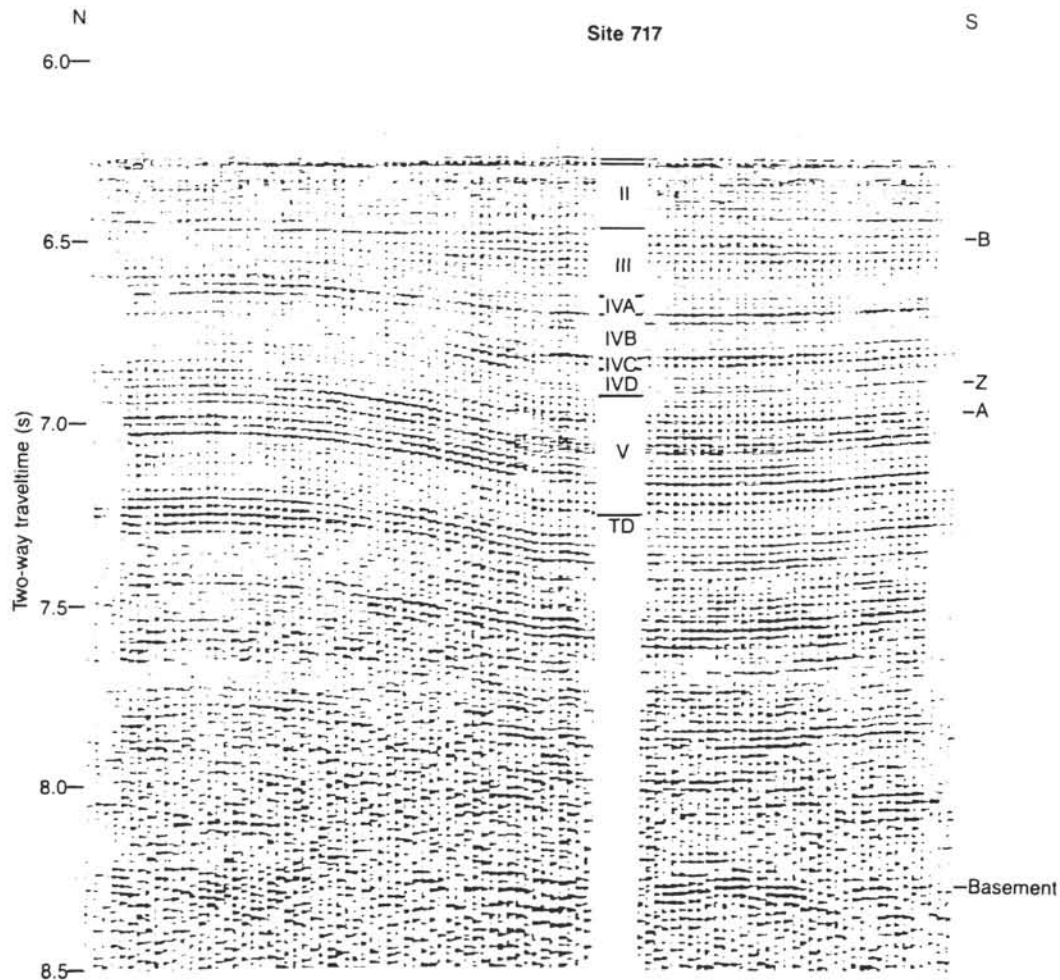 N
Site 717
S
6.0
II
6.5
B
III
IVA
IVB
IVC
IVD
Z
A
7.0
V
TD
Two-way traveltime (s)
7.5
8.0
Basement
8.5